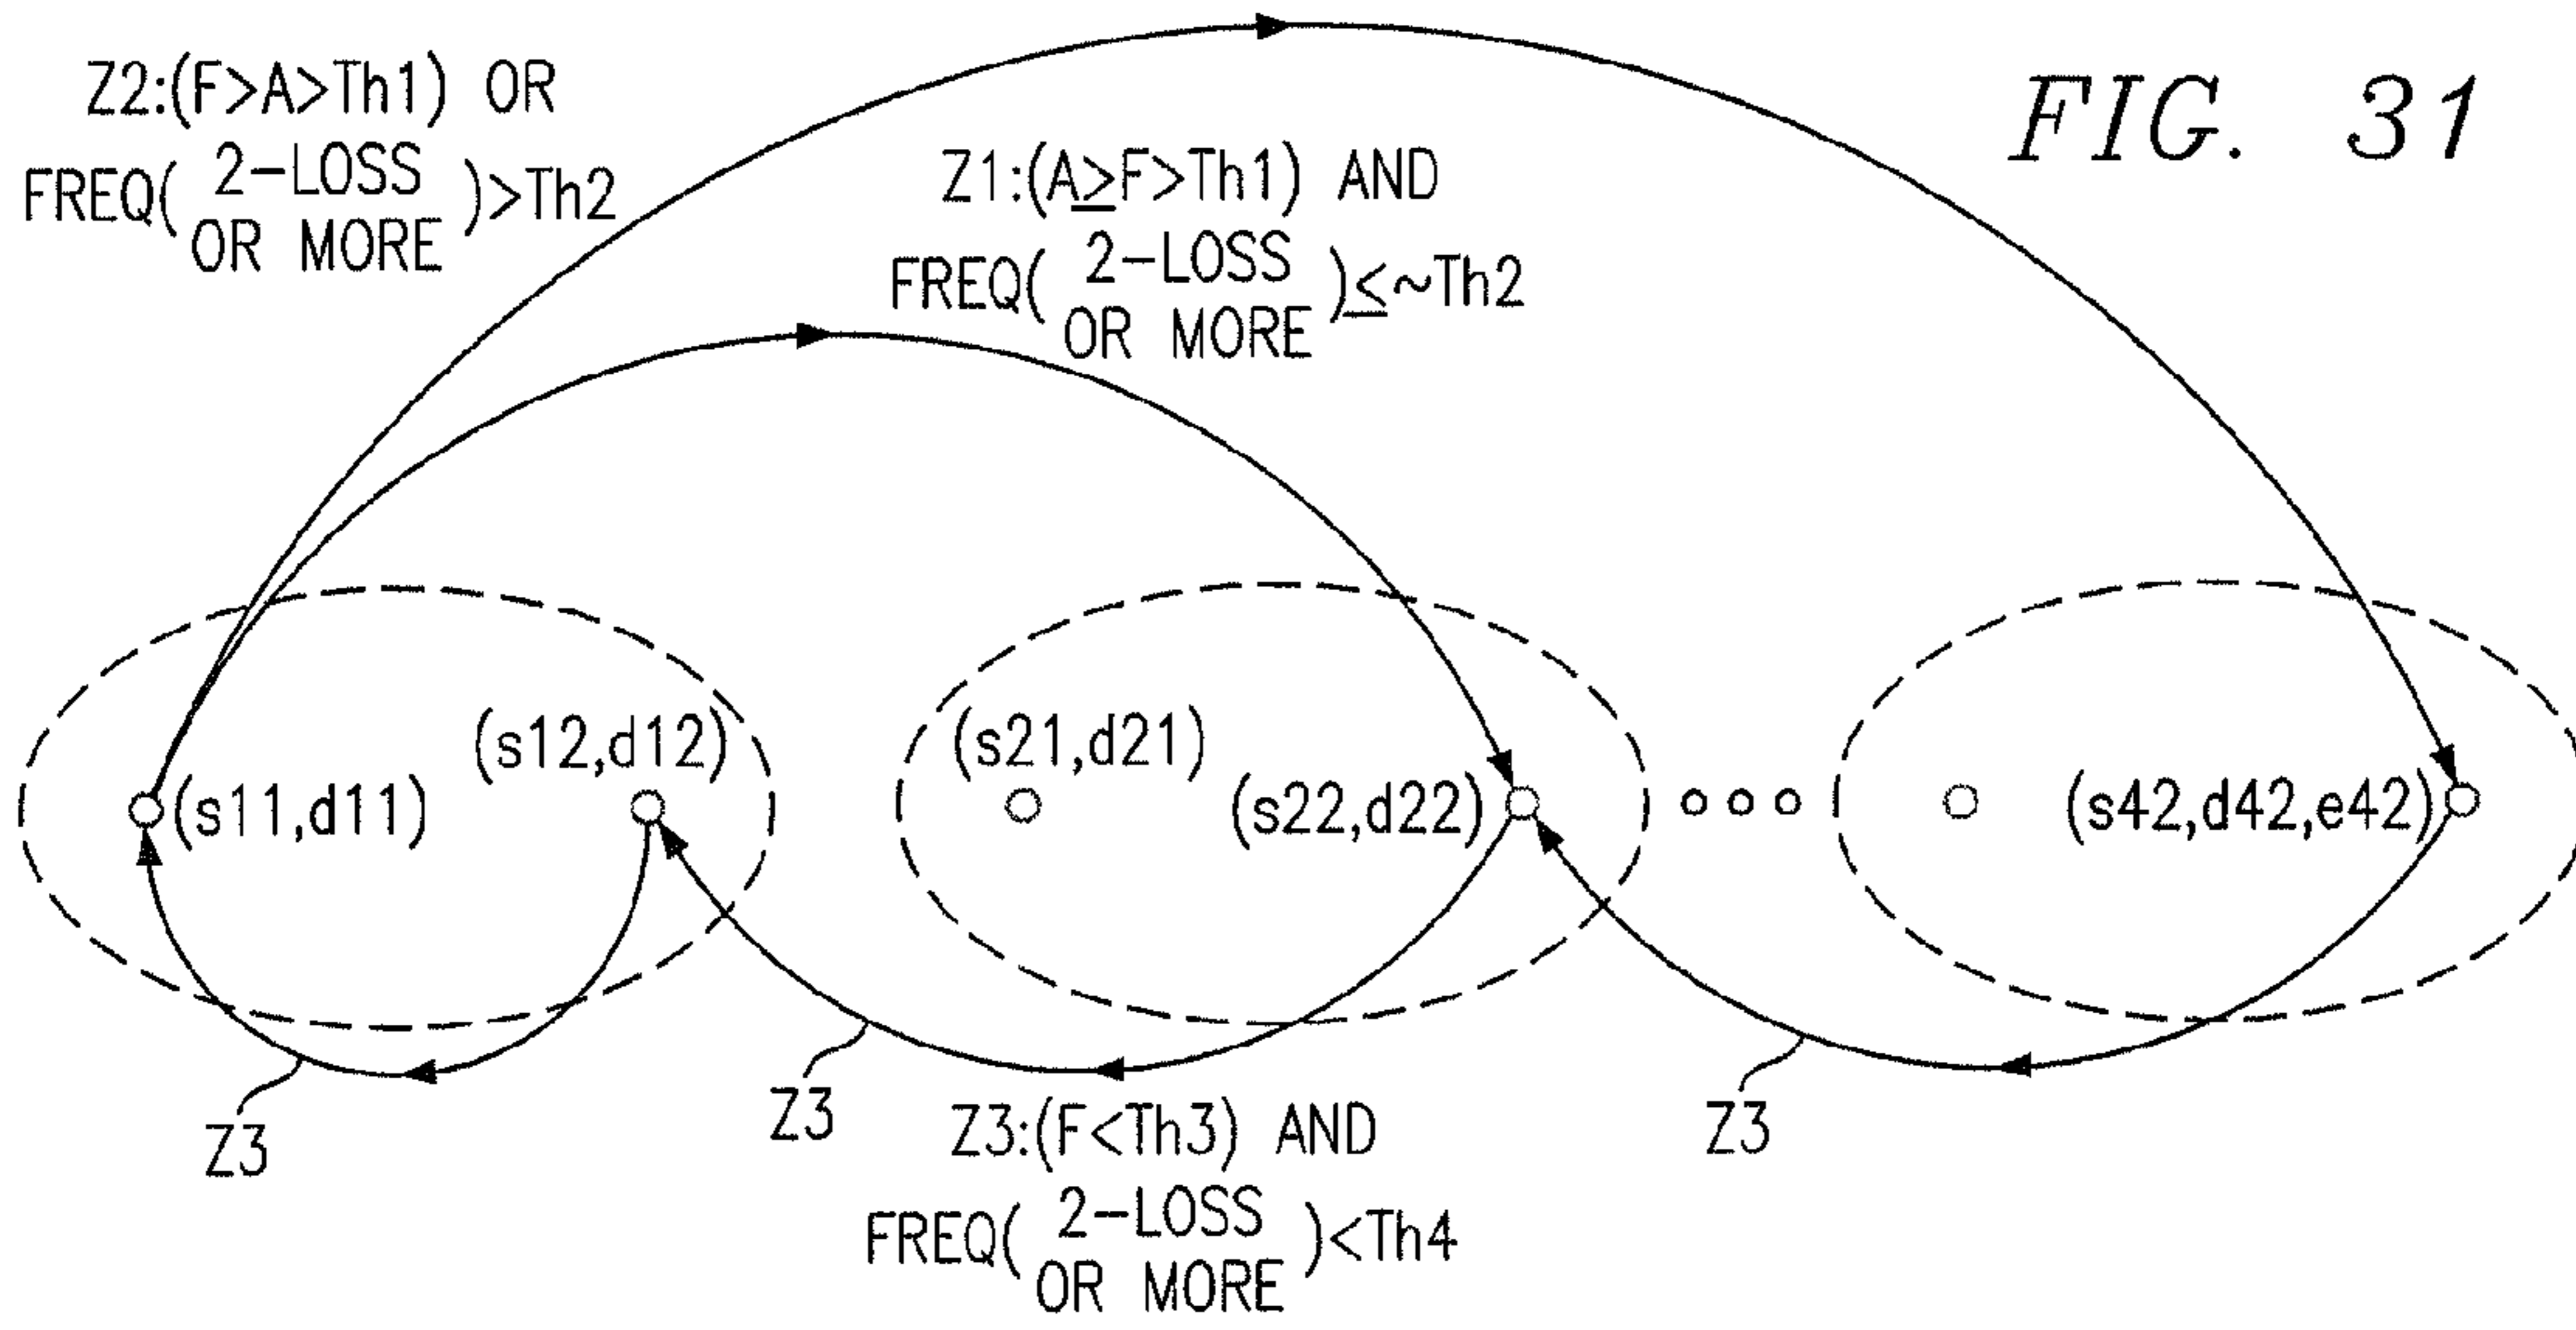 FIG. 31
Z2:(F>A>Th1) OR
FREQ( 2-LOSS OR MORE )>Th2
Z1:(A≥F>Th1) AND
FREQ( 2-LOSS OR MORE )≤~Th2
(s11,d11)
(s12,d12)
(s21,d21)
(s22,d22)
(s42,d42,e42)
Z3
Z3
Z3:(F<Th3) AND
FREQ( 2-LOSS OR MORE )<Th4
Z3